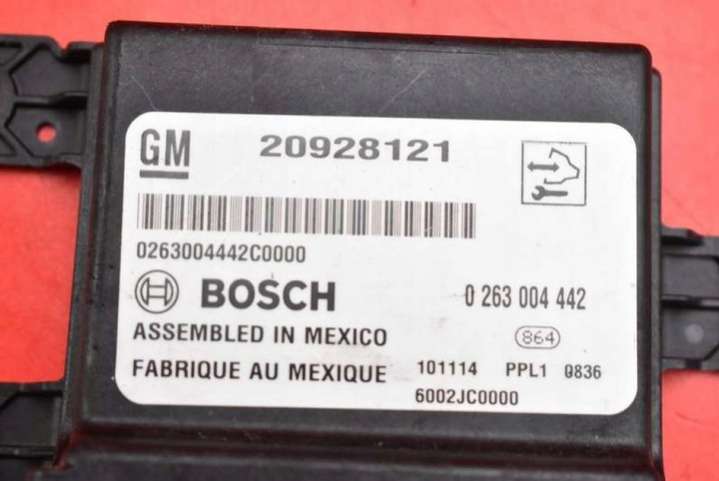 GM 20928121
0263004442C0000
BOSCH 0 263 004 442
ASSEMBLED IN MEXICO 864
FABRIQUE AU MEXIQUE 101114 PPL1 0836
6002JC0000